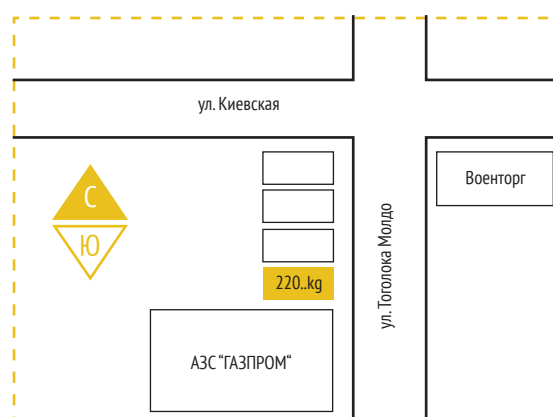 ул. Киевская
С
Ю
Военторг
ул. Тоголока Молдо
220..kg
АЗС “ГАЗПРОМ“